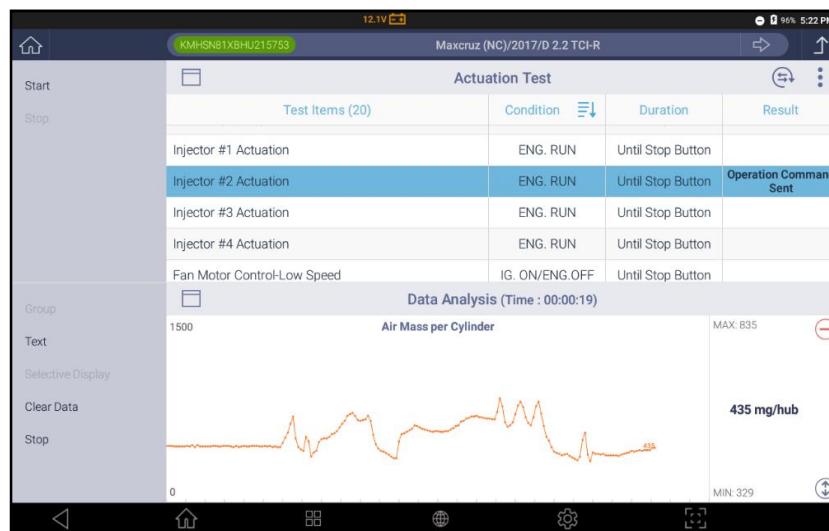 12.1V
96% 5:22 PM
KMHSN81XBHU215753
Maxcruz (NC)/2017/D 2.2 TCI-R
Start
Stop
Actuation Test
Test Items (20) Condition Duration Result
Injector #1 Actuation ENG. RUN Until Stop Button
Injector #2 Actuation ENG. RUN Until Stop Button Operation Comman
Sent
Injector #3 Actuation ENG. RUN Until Stop Button
Injector #4 Actuation ENG. RUN Until Stop Button
Fan Motor Control-Low Speed IG. ON/ENG.OFF Until Stop Button
Group
Text
Selective Display
Clear Data
Stop
Data Analysis (Time : 00:00:19)
1500 Air Mass per Cylinder MAX: 835
435
435 mg/hub
0 MIN: 329